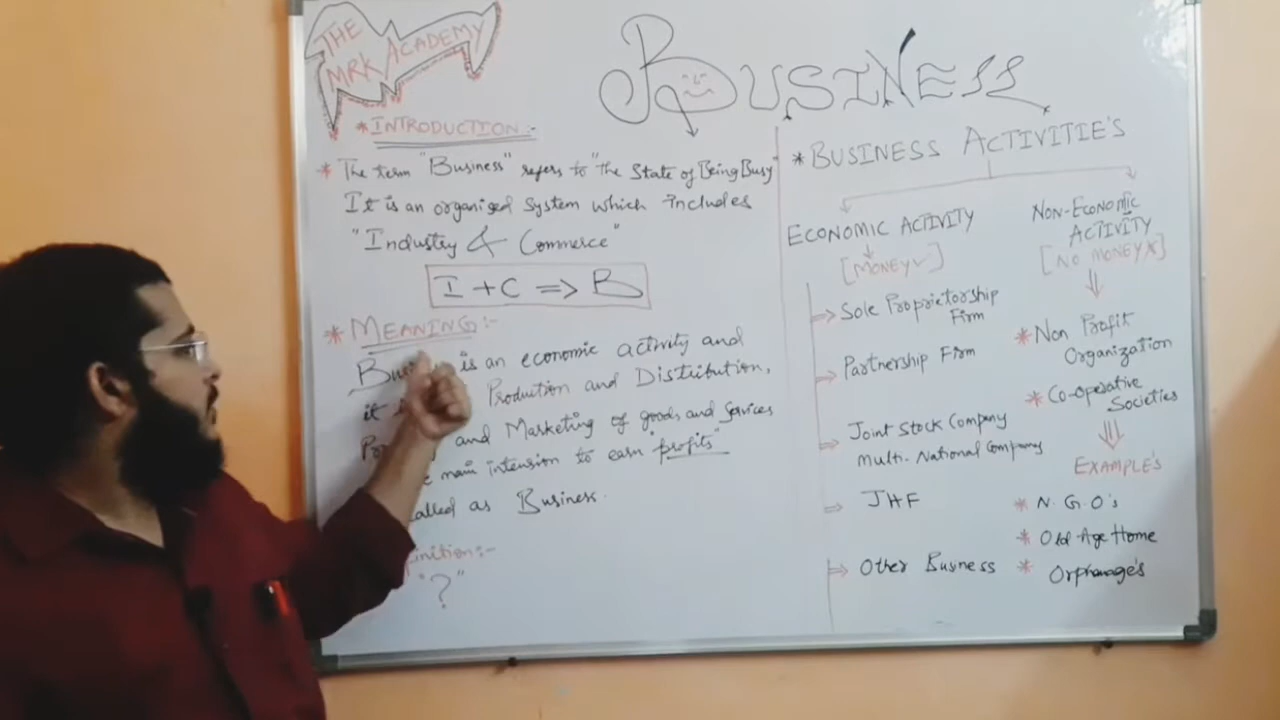 THE
MRK ACADEMY
BUSINESS
* INTRODUCTION:-
* The term "Business" refers to "the State of Being Busy"
It is an organised system which includes
"Industry & Commerce"
I + C => B
* MEANING:-
is an economic activity and
it Production and Distribution,
and Marketing of goods and services
main intension to earn "profits"
called as Business.
"?"
* BUSINESS ACTIVITIE'S
ECONOMIC ACTIVITY
[MONEY✓]
⇒ Sole Proprietorship
Firm
⇒ Partnership Firm
⇒ Joint Stock Company
Multi-National Company
⇒ JHF
⇒ Other Business
NON-ECONOMIC
ACTIVITY
[NO MONEY X]
* Non Profit
Organization
* Co-operative
Societies
EXAMPLE'S
* N.G.O's
* Old Age Home
* Orphanage's